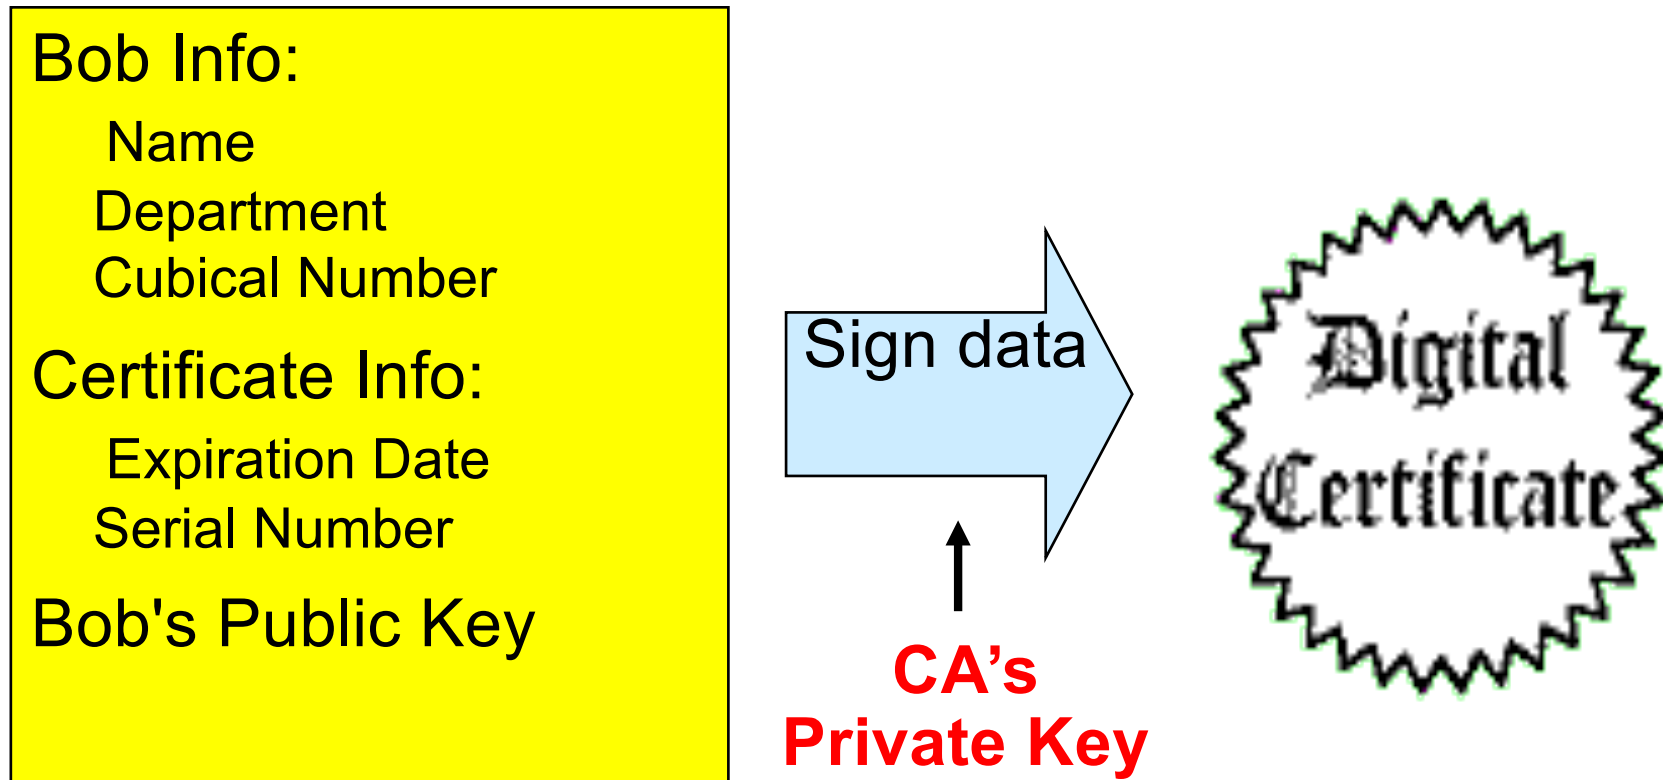 Bob Info:
Name
Department
Cubical Number
Certificate Info:
Expiration Date
Serial Number
Bob's Public Key
Sign data
CA’s
Private Key
Digital
Certificate